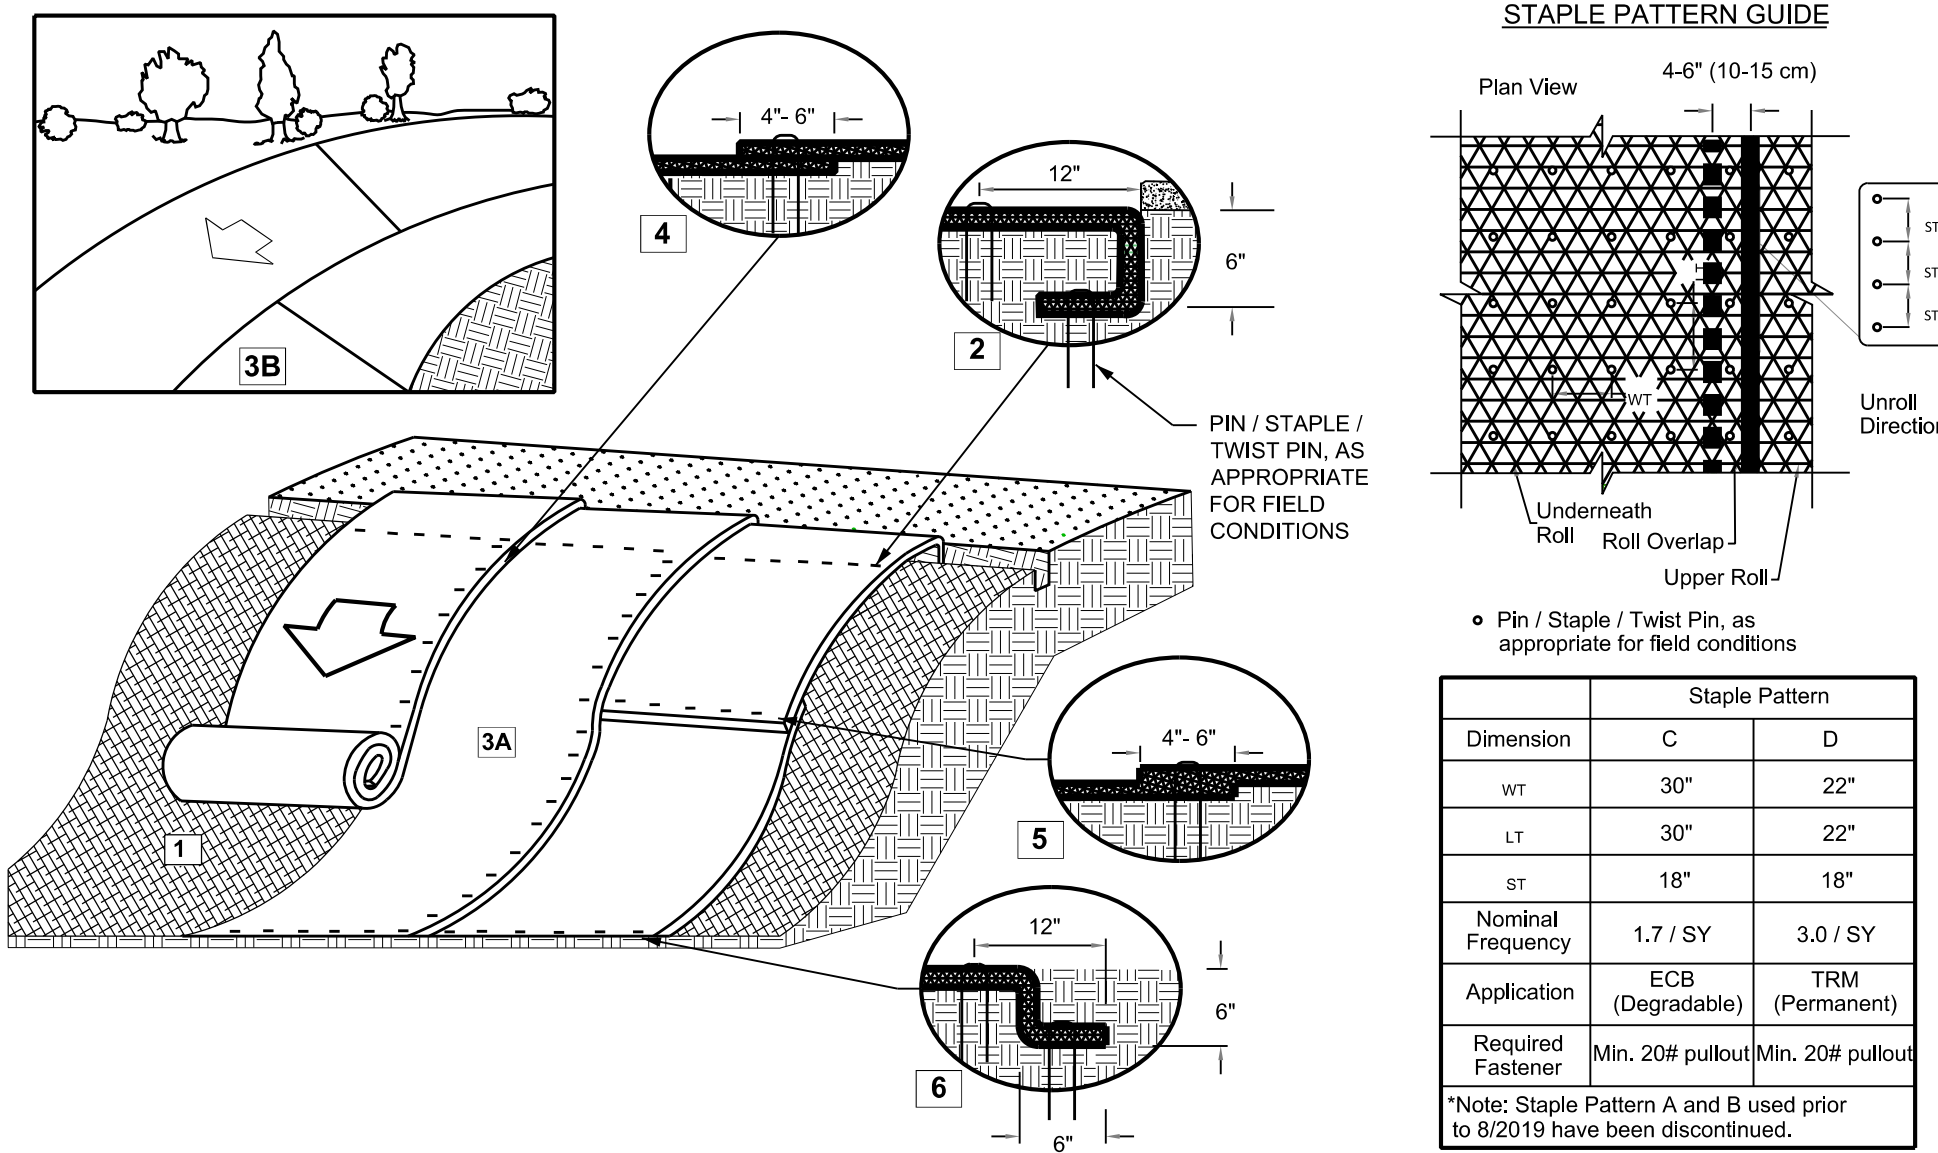 STAPLE PATTERN GUIDE
4-6" (10-15 cm)
Plan View
3B
4"- 6"
4
12"
6"
2
PIN / STAPLE /
TWIST PIN, AS
APPROPRIATE
FOR FIELD
CONDITIONS
ST
ST
ST
WT
Unroll
Underneath
Roll
Roll Overlap
Upper Roll
Pin / Staple / Twist Pin, as
appropriate for field conditions
3A
1
4"- 6"
5
12"
6"
6
6"
Staple Pattern
Dimension C D
WT 30" 22"
LT 30" 22"
ST 18" 18"
Nominal
Frequency 1.7 / SY 3.0 / SY
Application ECB
(Degradable) TRM
(Permanent)
Required
Fastener Min. 20# pullout Min. 20# pullout
*Note: Staple Pattern A and B used prior
to 8/2019 have been discontinued.